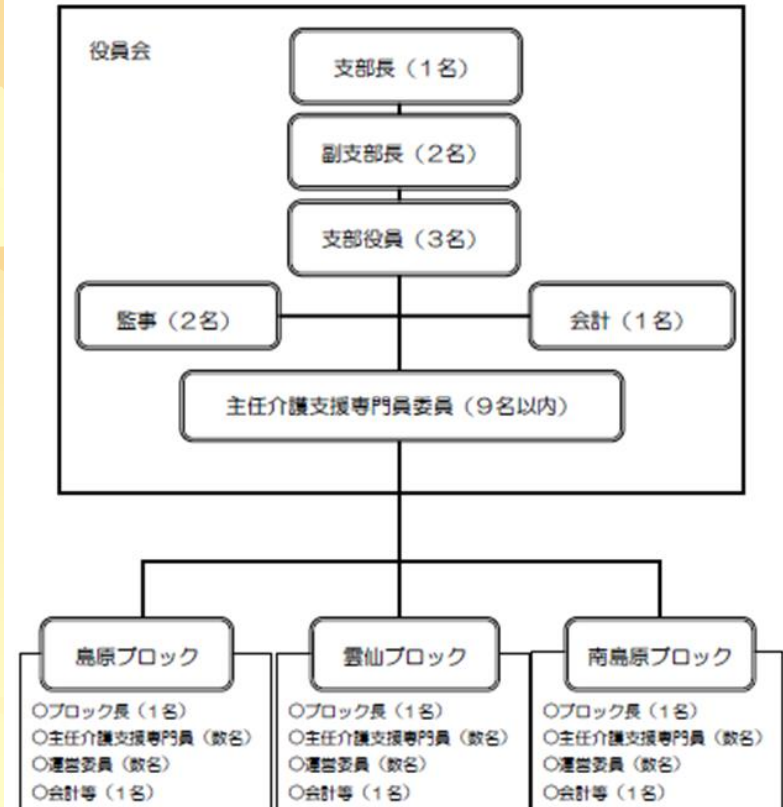 役員会
支部長（１名）
副支部長（２名）
支部役員（３名）
監事（２名）
会計（１名）
主任介護支援専門員委員（９名以内）
島原ブロック
○ブロック長（１名）
○主任介護支援専門員（数名）
○運営委員（数名）
○会計等（１名）
雲仙ブロック
○ブロック長（１名）
○主任介護支援専門員（数名）
○運営委員（数名）
○会計等（１名）
南島原ブロック
○ブロック長（１名）
○主任介護支援専門員（数名）
○運営委員（数名）
○会計等（１名）